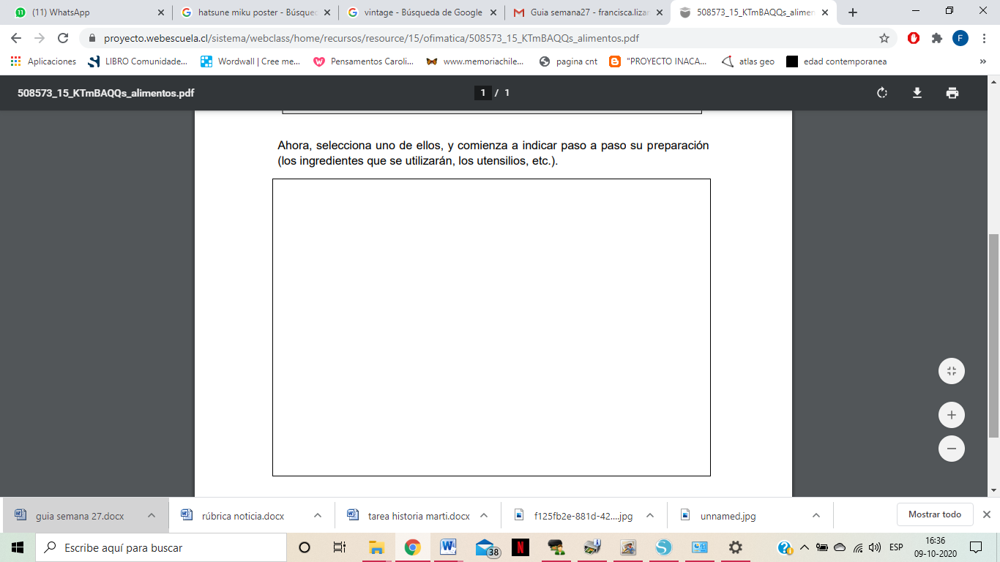 (11) WhatsApp
hatsune miku poster - Búsqued
vintage - Búsqueda de Google
Guia semana27 - francisca.lizar
508573_15_KTmBAQQs_alimen
proyecto.webescuela.cl/sistema/webclass/home/recursos/resource/15/ofimatica/508573_15_KTmBAQQs_alimentos.pdf
F
Aplicaciones
LIBRO Comunidade...
Wordwall | Cree me...
Pensamentos Caroli...
www.memoriachile...
pagina cnt
"PROYECTO INACA...
atlas geo
edad contemporanea
»
508573_15_KTmBAQQs_alimentos.pdf
1 / 1
Ahora, selecciona uno de ellos, y comienza a indicar paso a paso su preparación
(los ingredientes que se utilizarán, los utensilios, etc.).
guia semana 27.docx
rúbrica noticia.docx
tarea historia marti.docx
f125fb2e-881d-42....jpg
unnamed.jpg
Mostrar todo
Escribe aquí para buscar
38
N
ESP
16:36
09-10-2020